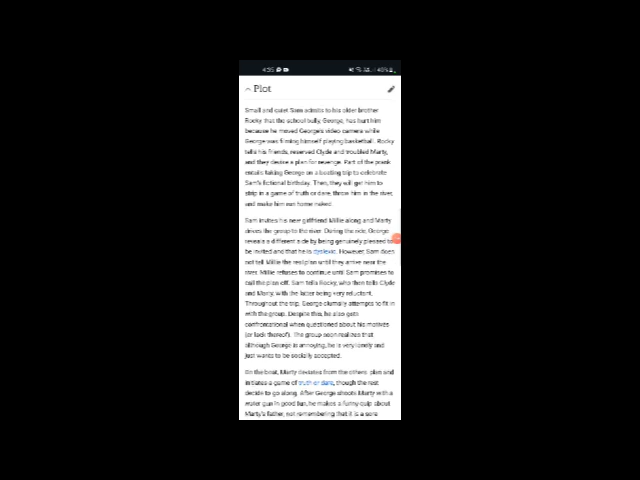 Plot
Small and quiet Sam admits to his older brother
Rocky that the school bully, George, has hurt him
because he moved George's video camera while
George was filming himself playing basketball. Rocky
tells his friends, reserved Clyde and troubled Marty,
and they devise a plan for revenge. Part of the prank
entails taking George on a boating trip to celebrate
Sam's fictional birthday. Then, they will get him to
strip in a game of truth or dare, throw him in the river,
and make him run home naked.
Sam invites his new girlfriend Millie along and Marty
drives the group to the river. During the ride, George
reveals a different side by being genuinely pleased to
be invited and that he is dyslexic. However, Sam does
not tell Millie the real plan until they arrive near the
river. Millie refuses to continue until Sam promises to
call the plan off. Sam tells Rocky, who then tells Clyde
and Marty, with the latter being very reluctant.
Throughout the trip, George clumsily attempts to fit in
with the group. Despite this, he also gets
confrontational when questioned about his motives
(or lack thereof). The group soon realizes that
although George is annoying, he is very lonely and
just wants to be socially accepted.
On the boat, Marty deviates from the others' plan and
initiates a game of truth or dare, though the rest
decide to go along. After George shoots Marty with a
water gun in good fun, he makes a funny quip about
Marty's father, not remembering that it is a sore